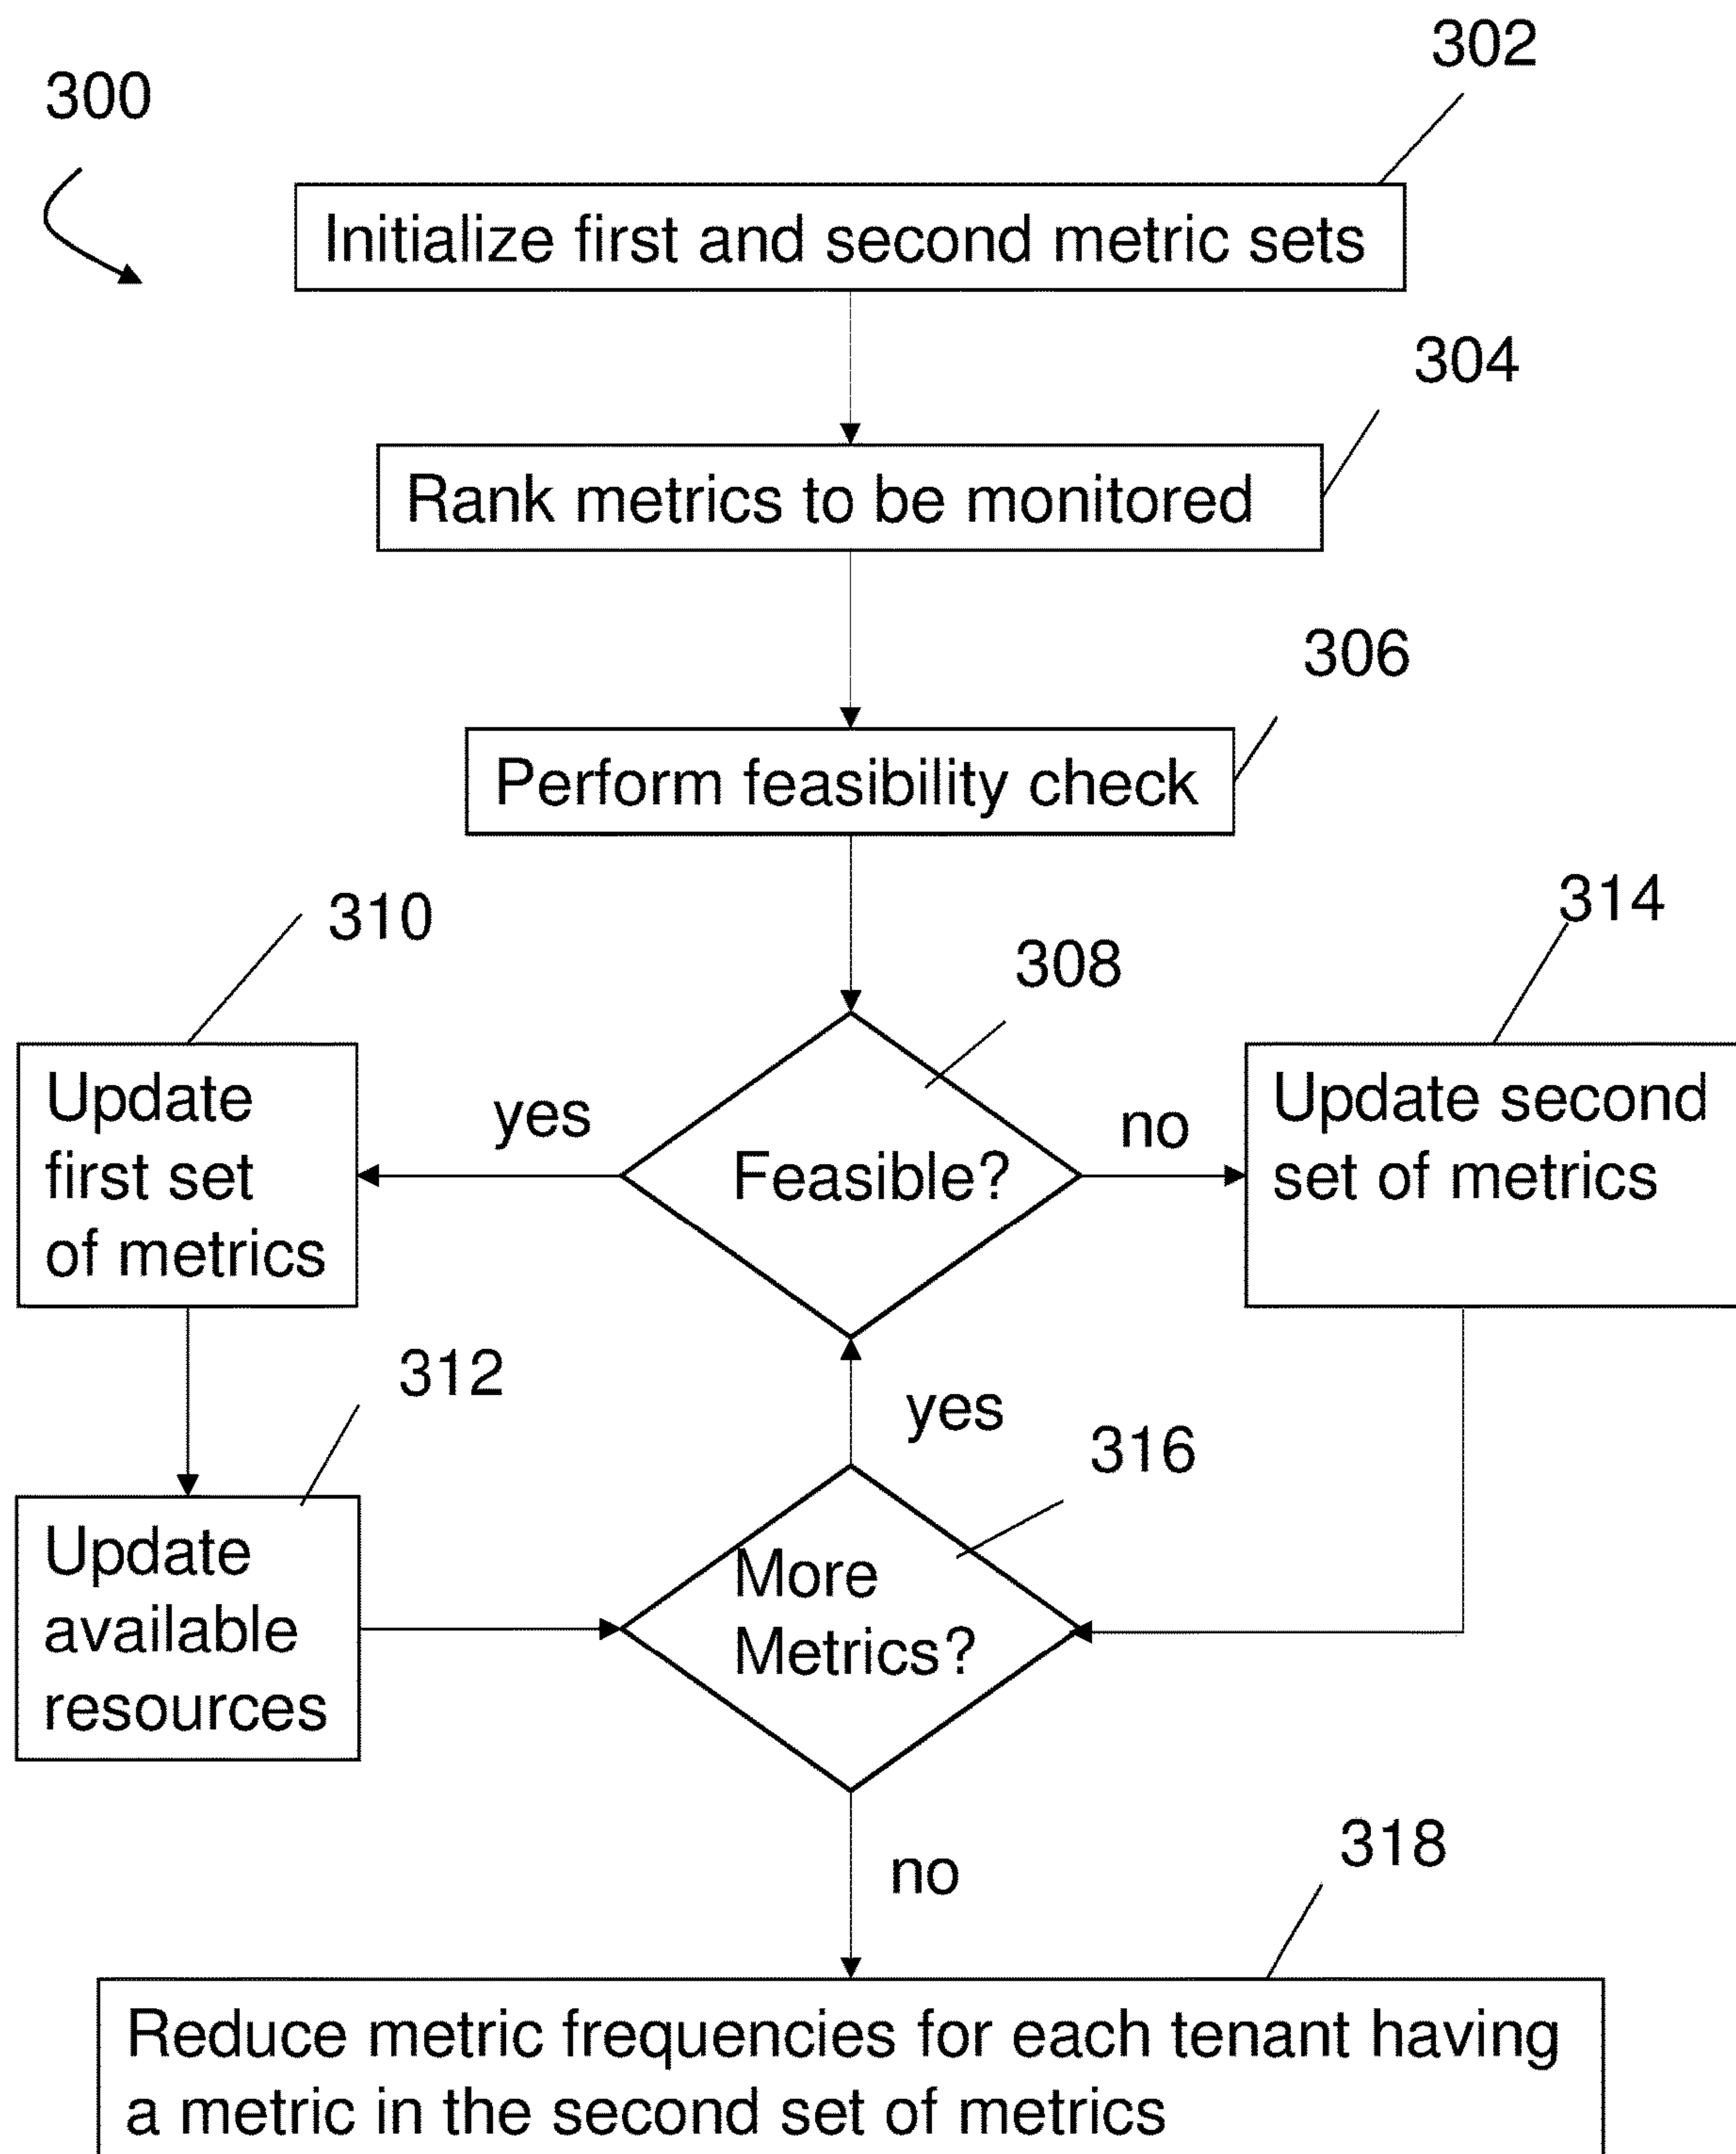 302
300
Initialize first and second metric sets
304
Rank metrics to be monitored
306
Perform feasibility check
310
314
308
Update
first set
of metrics
yes
Feasible?
no
Update second
set of metrics
312
yes
316
Update
available
resources
More
Metrics?
no
318
Reduce metric frequencies for each tenant having
a metric in the second set of metrics